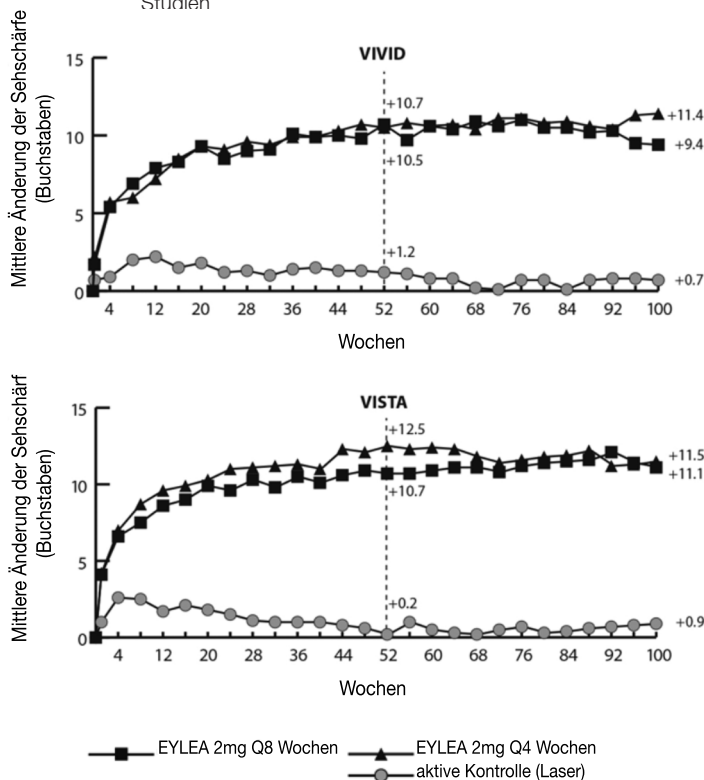 Studien
VIVID
Mittlere Änderung der Sehschärfe
(Buchstaben)
15
10
5
0
+10.7
+10.5
+1.2
+11.4
+9.4
+0.7
4 12 20 28 36 44 52 60 68 76 84 92 100
Wochen
VISTA
Mittlere Änderung der Sehschärf
(Buchstaben)
15
10
5
0
+12.5
+10.7
+0.2
+11.5
+11.1
+0.9
4 12 20 28 36 44 52 60 68 76 84 92 100
Wochen
EYLEA 2mg Q8 Wochen
EYLEA 2mg Q4 Wochen
aktive Kontrolle (Laser)